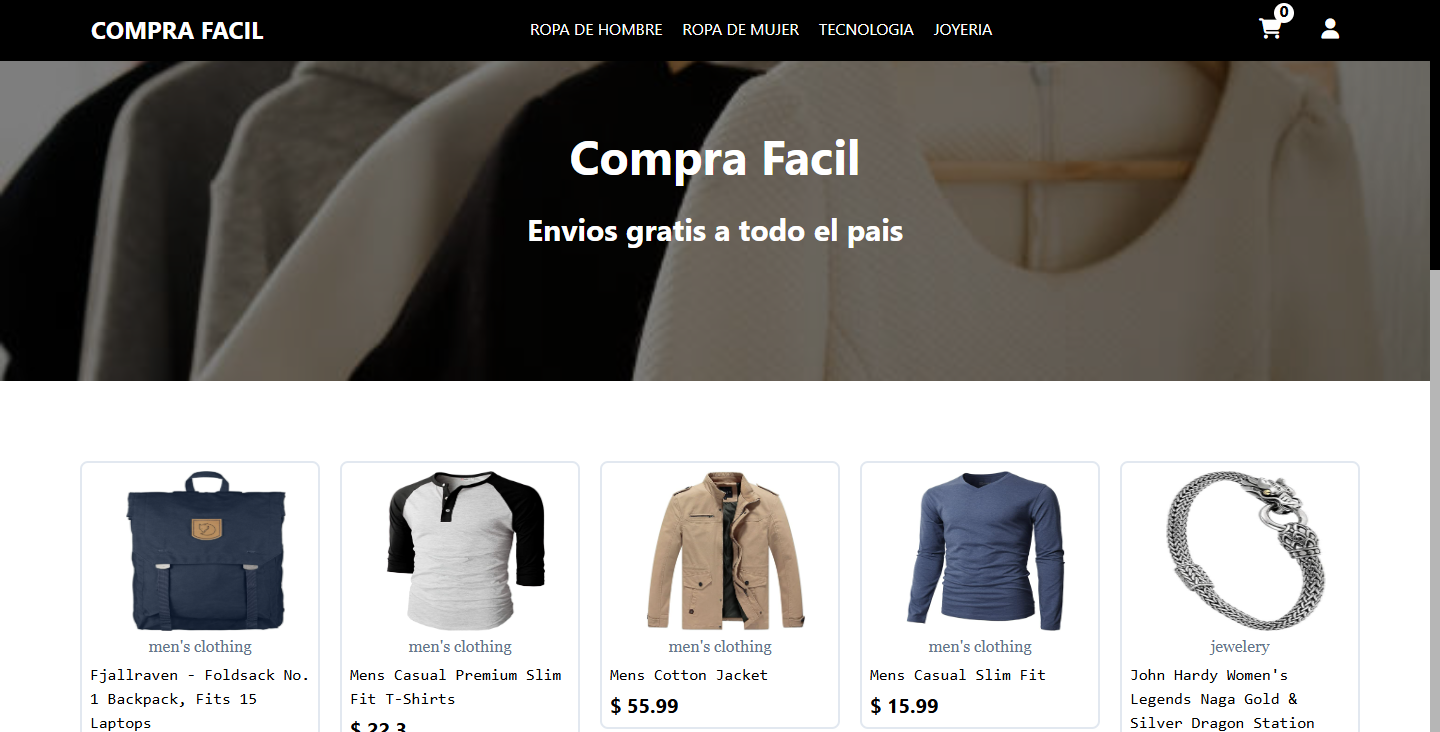 COMPRA FACIL
ROPA DE HOMBRE ROPA DE MUJER TECNOLOGIA JOYERIA
0
Compra Facil
Envios gratis a todo el pais
men's clothing
Fjallraven - Foldsack No.
1 Backpack, Fits 15
Laptops
men's clothing
Mens Casual Premium Slim
Fit T-Shirts
$ 22.3
men's clothing
Mens Cotton Jacket
$ 55.99
men's clothing
Mens Casual Slim Fit
$ 15.99
jewelery
John Hardy Women's
Legends Naga Gold &
Silver Dragon Station